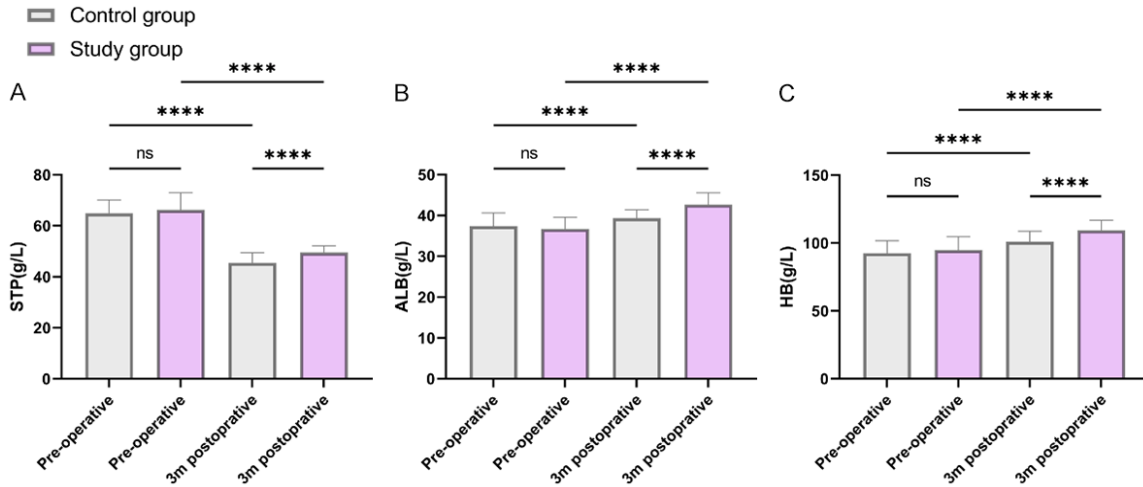 Control group
Study group
A
****
****
ns
****
STP(g/L)
80
60
40
20
0
Pre-operative
Pre-operative
3m postoprative
3m postoprative
B
****
****
ns
****
ALB(g/L)
50
40
30
20
10
0
Pre-operative
Pre-operative
3m postoprative
3m postoprative
C
****
****
ns
****
HB(g/L)
150
100
50
0
Pre-operative
Pre-operative
3m postoprative
3m postoprative